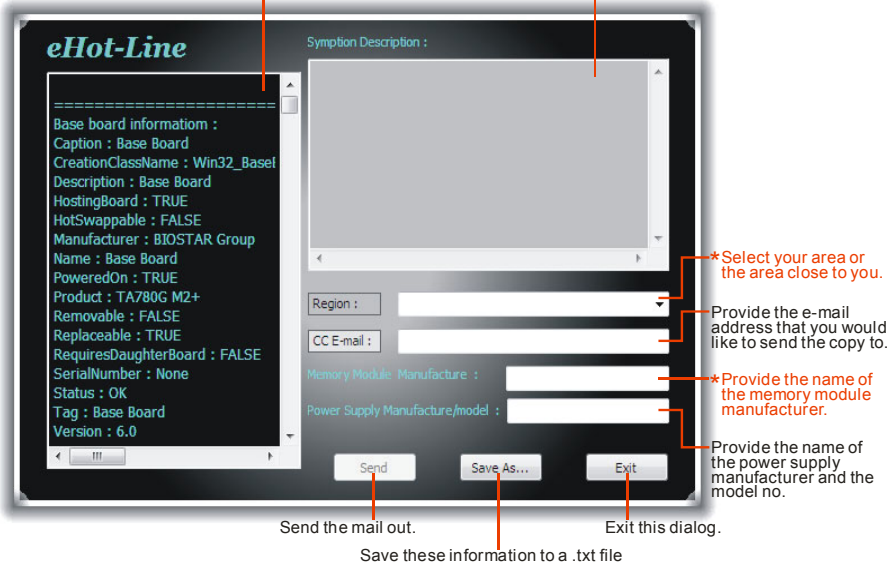 eHot-Line
=======================
Base board informatiom :
Caption : Base Board
CreationClassName : Win32_BaseB
Description : Base Board
HostingBoard : TRUE
HotSwappable : FALSE
Manufacturer : BIOSTAR Group
Name : Base Board
PoweredOn : TRUE
Product : TA780G M2+
Removable : FALSE
Replaceable : TRUE
RequiresDaughterBoard : FALSE
SerialNumber : None
Status : OK
Tag : Base Board
Version : 6.0
Symption Description :
Region :
CC E-mail :
Memory Module Manufacture :
Power Supply Manufacture/model :
Send
Save As...
Exit
*Select your area or
the area close to you.
Provide the e-mail
address that you would
like to send the copy to.
*Provide the name of
the memory module
manufacturer.
Provide the name of
the power supply
manufacturer and the
model no.
Send the mail out.
Exit this dialog.
Save these information to a .txt file